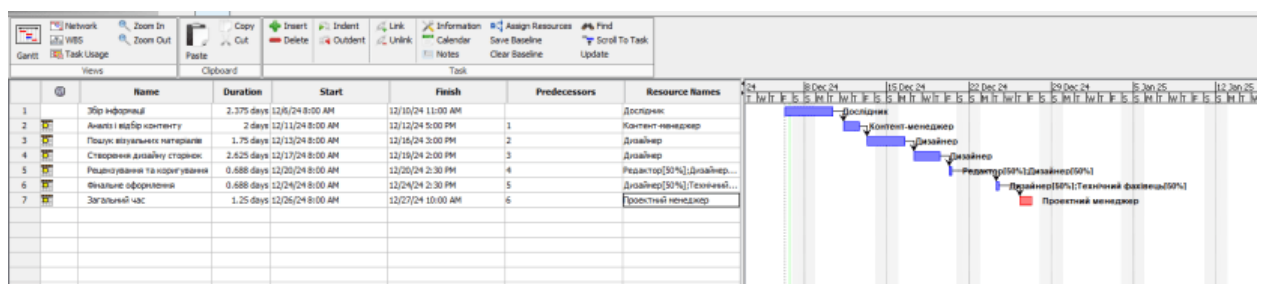 Network Zoom In Copy Insert Indent Link Information Assign Resources Find
WBS Zoom Out Cut Delete Outdent Unlink Calendar Save Baseline Scroll To Task
Gantt Task Usage Paste Notes Clear Baseline Update
Views Clipboard Task
Name Duration Start Finish Predecessors Resource Names
24 8 Dec 24 15 Dec 24 22 Dec 24 29 Dec 24 5 Jan 25 12 Jan 25
T W T F S S M T W T F S S M T W T F S S M T W T F S S M T W T F S S M T W T F S S M T W
1 Збір інформації 2.375 days 12/6/24 8:00 AM 12/10/24 11:00 AM Дослідник
2 Аналіз і відбір контенту 2 days 12/11/24 8:00 AM 12/12/24 5:00 PM 1 Контент-менеджер
3 Пошук візуальних матеріалів 1.75 days 12/13/24 8:00 AM 12/16/24 3:00 PM 2 Дизайнер
4 Створення дизайну сторінок 2.625 days 12/17/24 8:00 AM 12/19/24 2:00 PM 3 Дизайнер
5 Рецензування та коригування 0.688 days 12/20/24 8:00 AM 12/20/24 2:30 PM 4 Редактор[50%];Дизайнер...
6 Фінальне оформлення 0.688 days 12/24/24 8:00 AM 12/24/24 2:30 PM 5 Дизайнер[50%];Технічний...
7 Загальний час 1.25 days 12/26/24 8:00 AM 12/27/24 10:00 AM 6 Проектний менеджер
Дослідник
Контент-менеджер
Дизайнер
Дизайнер
Редактор[50%];Дизайнер[50%]
Дизайнер[50%];Технічний фахівець[50%]
Проектний менеджер